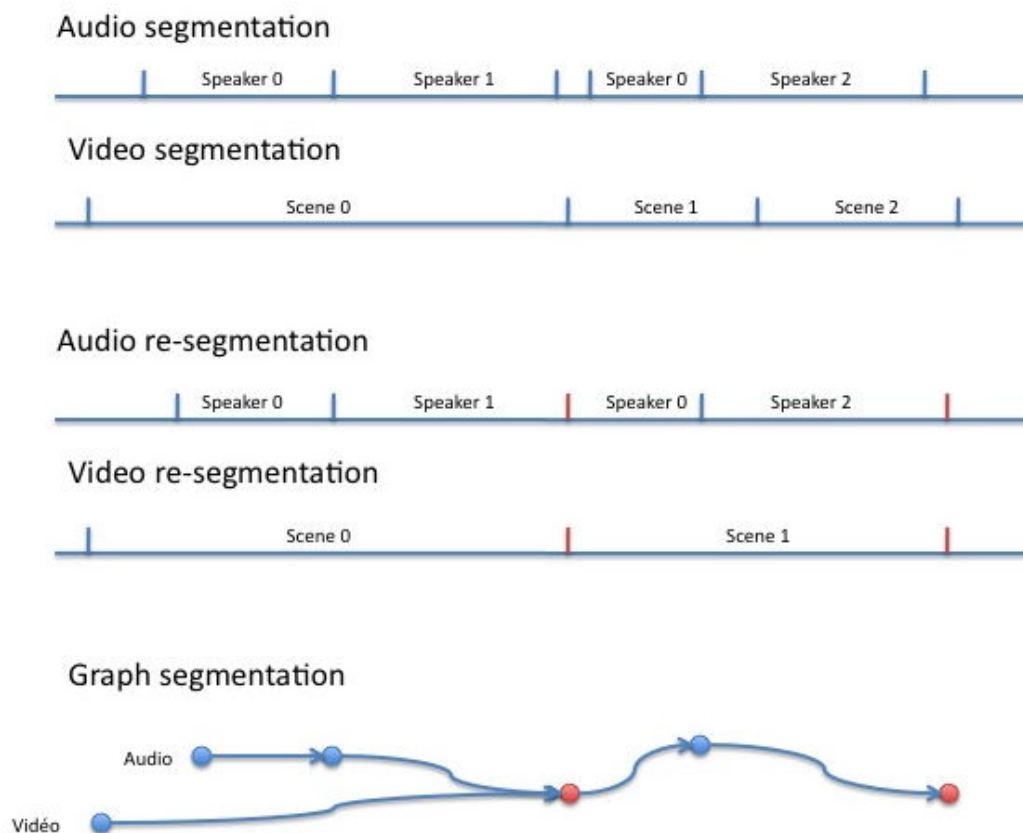 Audio segmentation
Speaker 0 Speaker 1 Speaker 0 Speaker 2
Video segmentation
Scene 0 Scene 1 Scene 2
Audio re-segmentation
Speaker 0 Speaker 1 Speaker 0 Speaker 2
Video re-segmentation
Scene 0 Scene 1
Graph segmentation
Audio
Vidéo